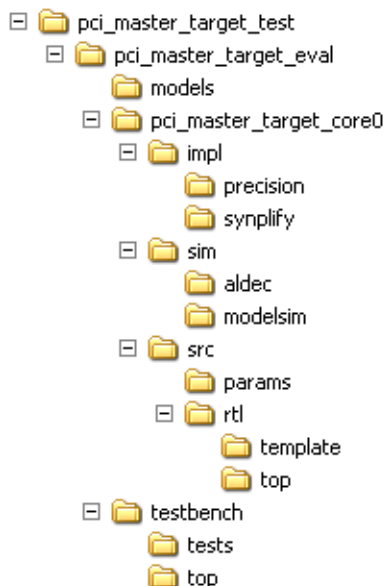 pci_master_target_test
pci_master_target_eval
models
pci_master_target_core0
impl
precision
synplify
sim
aldec
modelsim
src
params
rtl
template
top
testbench
tests
top